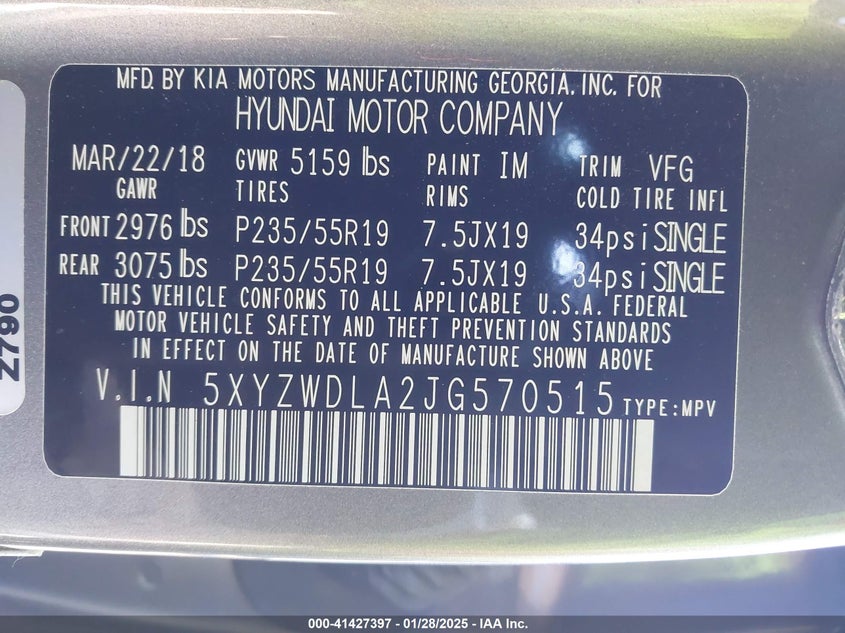 MFD. BY KIA MOTORS MANUFACTURING GEORGIA. INC. FOR
HYUNDAI MOTOR COMPANY
MAR/22/18 GVWR 5159 lbs PAINT IM TRIM VFG
GAWR TIRES RIMS COLD TIRE INFL
FRONT 2976 lbs P235/55R19 7.5JX19 34psi SINGLE
REAR 3075 lbs P235/55R19 7.5JX19 34psi SINGLE
THIS VEHICLE CONFORMS TO ALL APPLICABLE U.S.A. FEDERAL
MOTOR VEHICLE SAFETY AND THEFT PREVENTION STANDARDS
IN EFFECT ON THE DATE OF MANUFACTURE SHOWN ABOVE
V.I.N 5XYZWDLA2JG570515 TYPE:MPV
Z790
000-41427397 - 01/28/2025 - IAA Inc.